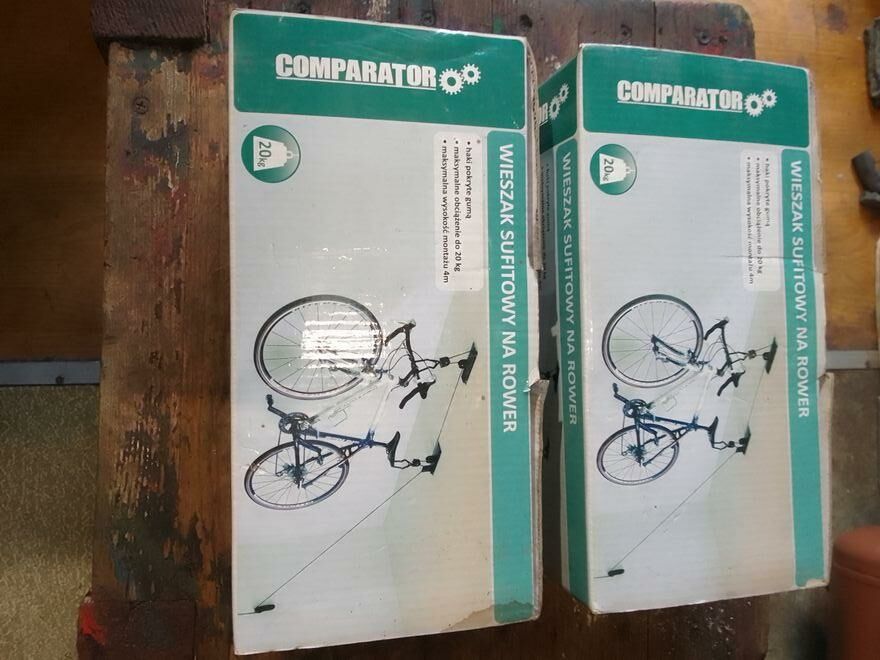 COMPARATOR
WIESZAK SUFITOWY NA ROWER
• haki pokryte gumą
• maksymalne obciążenie do 20 kg
• maksymalna wysokość montażu 4m
20kg
COMPARATOR
WIESZAK SUFITOWY NA ROWER
• haki pokryte gumą
• maksymalne obciążenie do 20 kg
• maksymalna wysokość montażu 4m
20kg
WIESZAK SUFITOWY NA ROWER